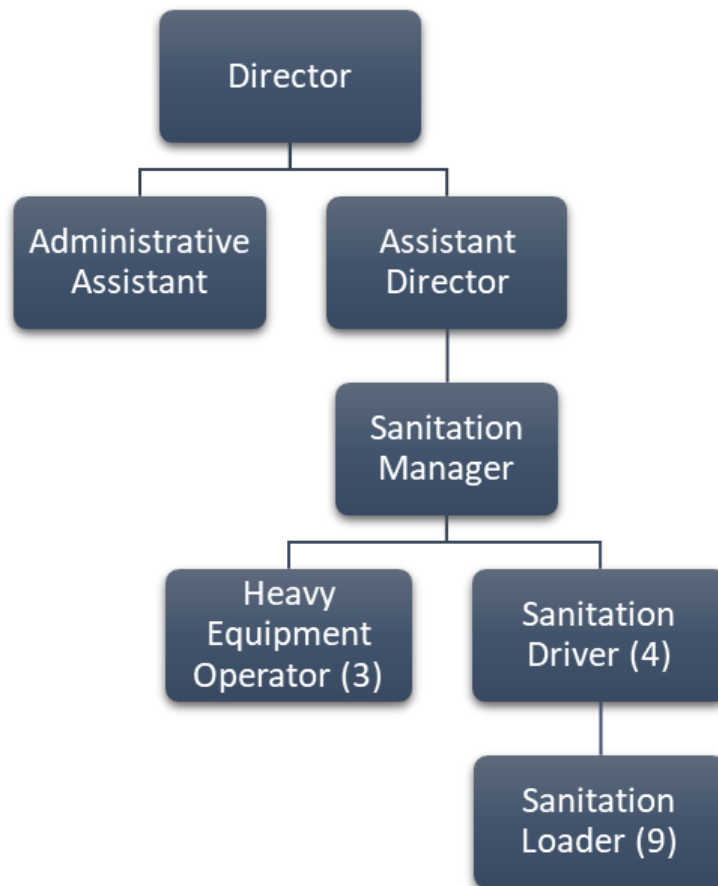 Director
Administrative
Assistant
Assistant
Director
Sanitation
Manager
Heavy
Equipment
Operator (3)
Sanitation
Driver (4)
Sanitation
Loader (9)